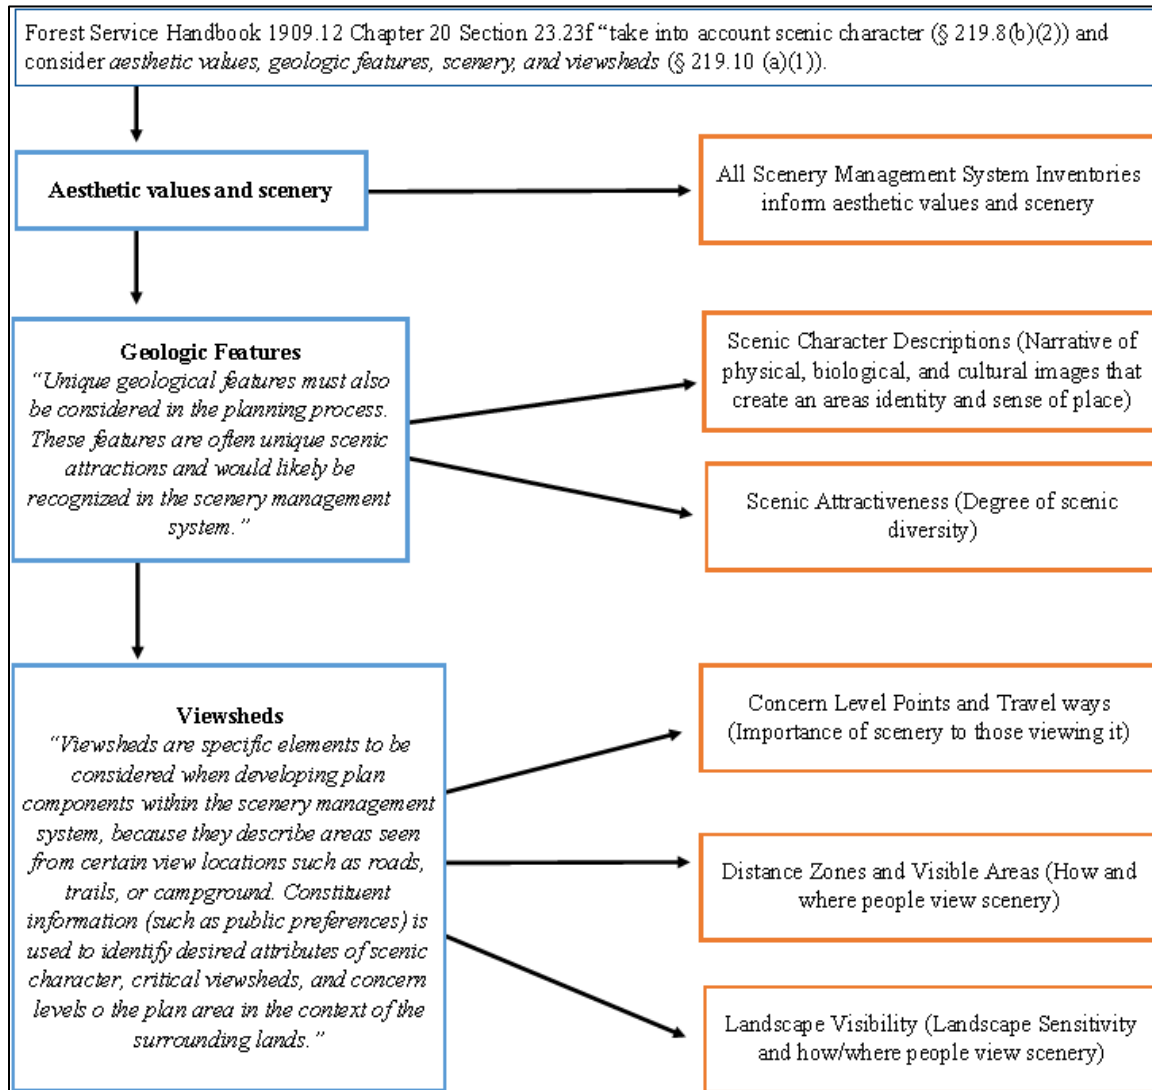 Forest Service Handbook 1909.12 Chapter 20 Section 23.23f “take into account scenic character (§ 219.8(b)(2)) and
consider aesthetic values, geologic features, scenery, and viewsheds (§ 219.10 (a)(1)).
Aesthetic values and scenery
All Scenery Management System Inventories
inform aesthetic values and scenery
Geologic Features
“Unique geological features must also
be considered in the planning process.
These features are often unique scenic
attractions and would likely be
recognized in the scenery management
system.”
Scenic Character Descriptions (Narrative of
physical, biological, and cultural images that
create an areas identity and sense of place)
Scenic Attractiveness (Degree of scenic
diversity)
Viewsheds
“Viewsheds are specific elements to be
considered when developing plan
components within the scenery management
system, because they describe areas seen
from certain view locations such as roads,
trails, or campground. Constituent
information (such as public preferences) is
used to identify desired attributes of scenic
character, critical viewsheds, and concern
levels o the plan area in the context of the
surrounding lands.”
Concern Level Points and Travel ways
(Importance of scenery to those viewing it)
Distance Zones and Visible Areas (How and
where people view scenery)
Landscape Visibility (Landscape Sensitivity
and how/where people view scenery)